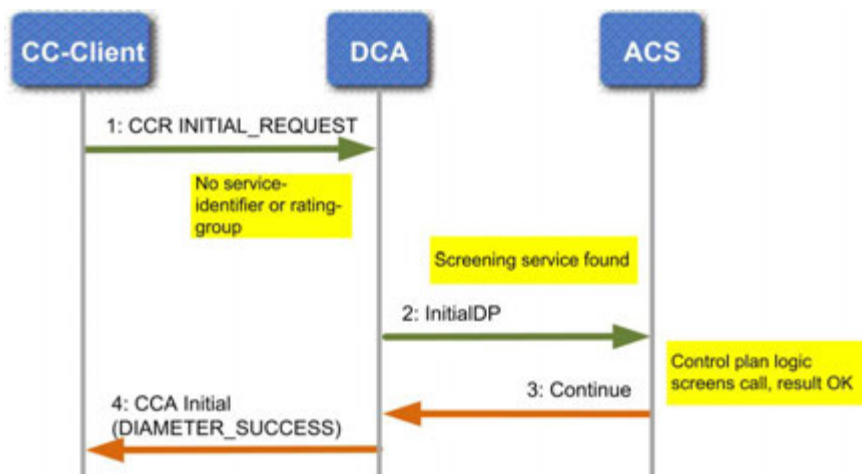 CC-Client
DCA
ACS
1: CCR INITIAL_REQUEST
No service-
identifier or rating-
group
Screening service found
2: InitialDP
Control plan logic
screens call, result OK
3: Continue
4: CCA Initial
(DIAMETER_SUCCESS)